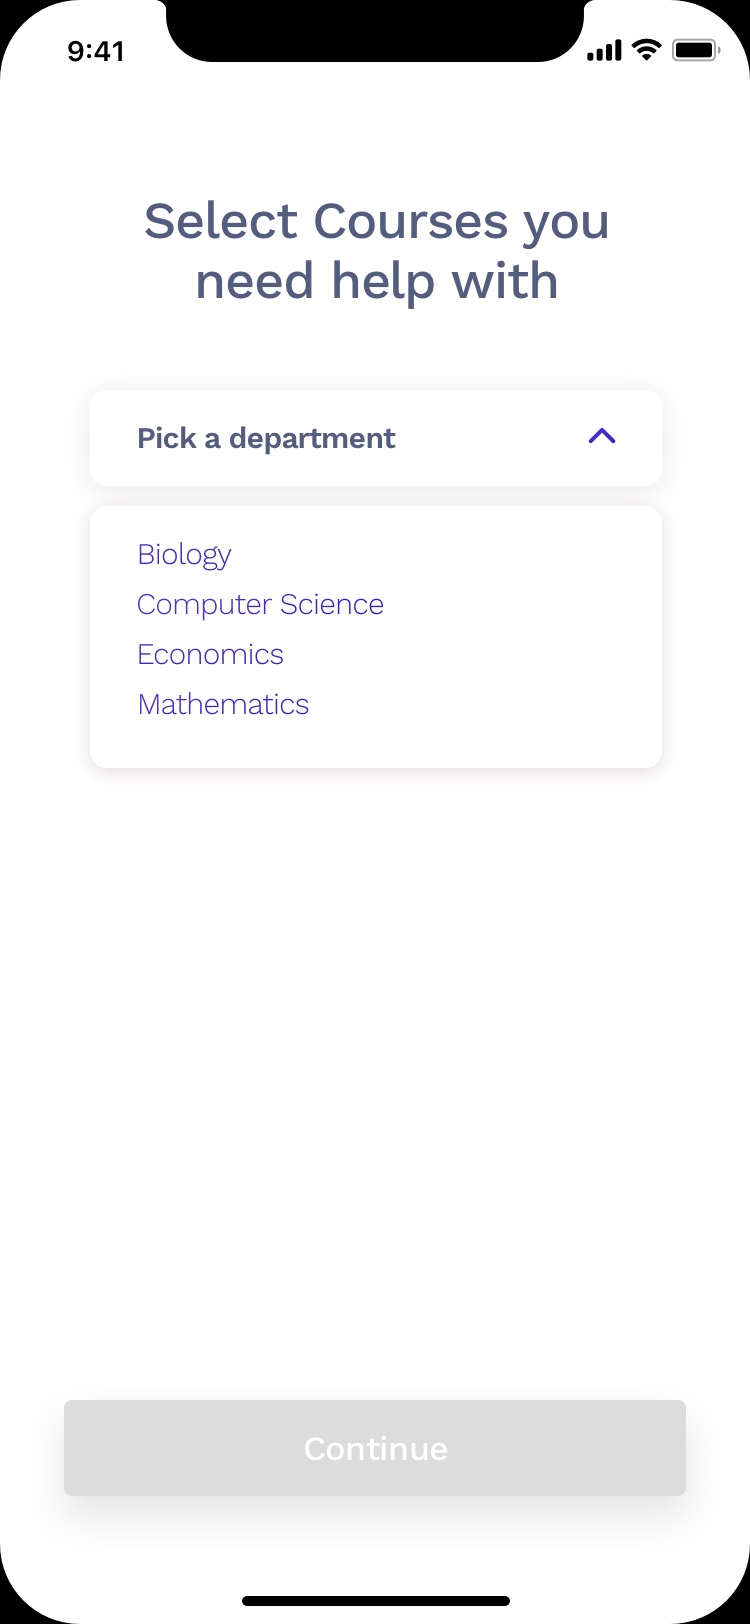 9:41
Select Courses you
need help with
Pick a department
Biology
Computer Science
Economics
Mathematics
Continue